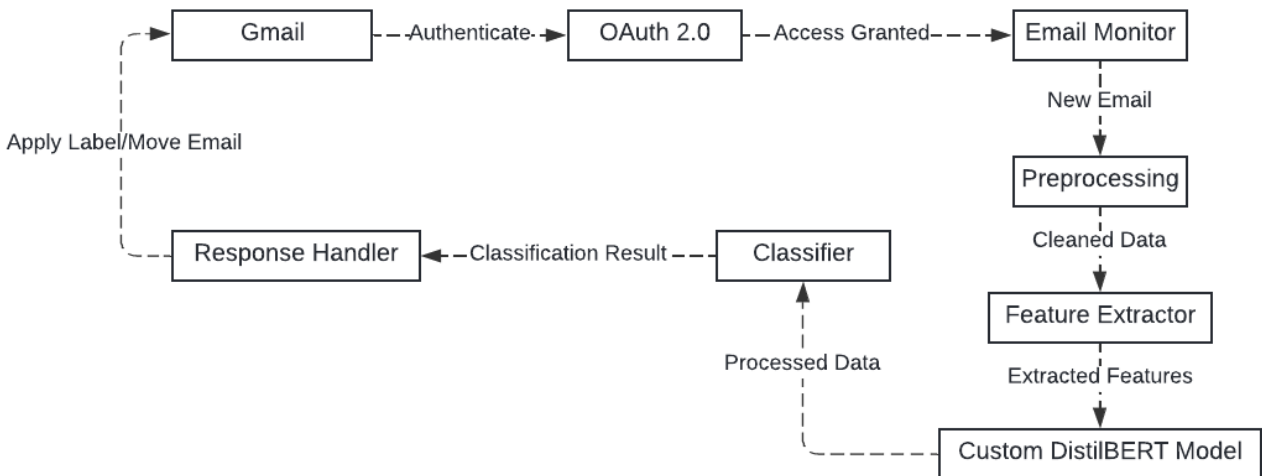 Gmail
Authenticate
OAuth 2.0
Access Granted
Email Monitor
New Email
Apply Label/Move Email
Preprocessing
Cleaned Data
Response Handler
Classification Result
Classifier
Feature Extractor
Processed Data
Extracted Features
Custom DistilBERT Model